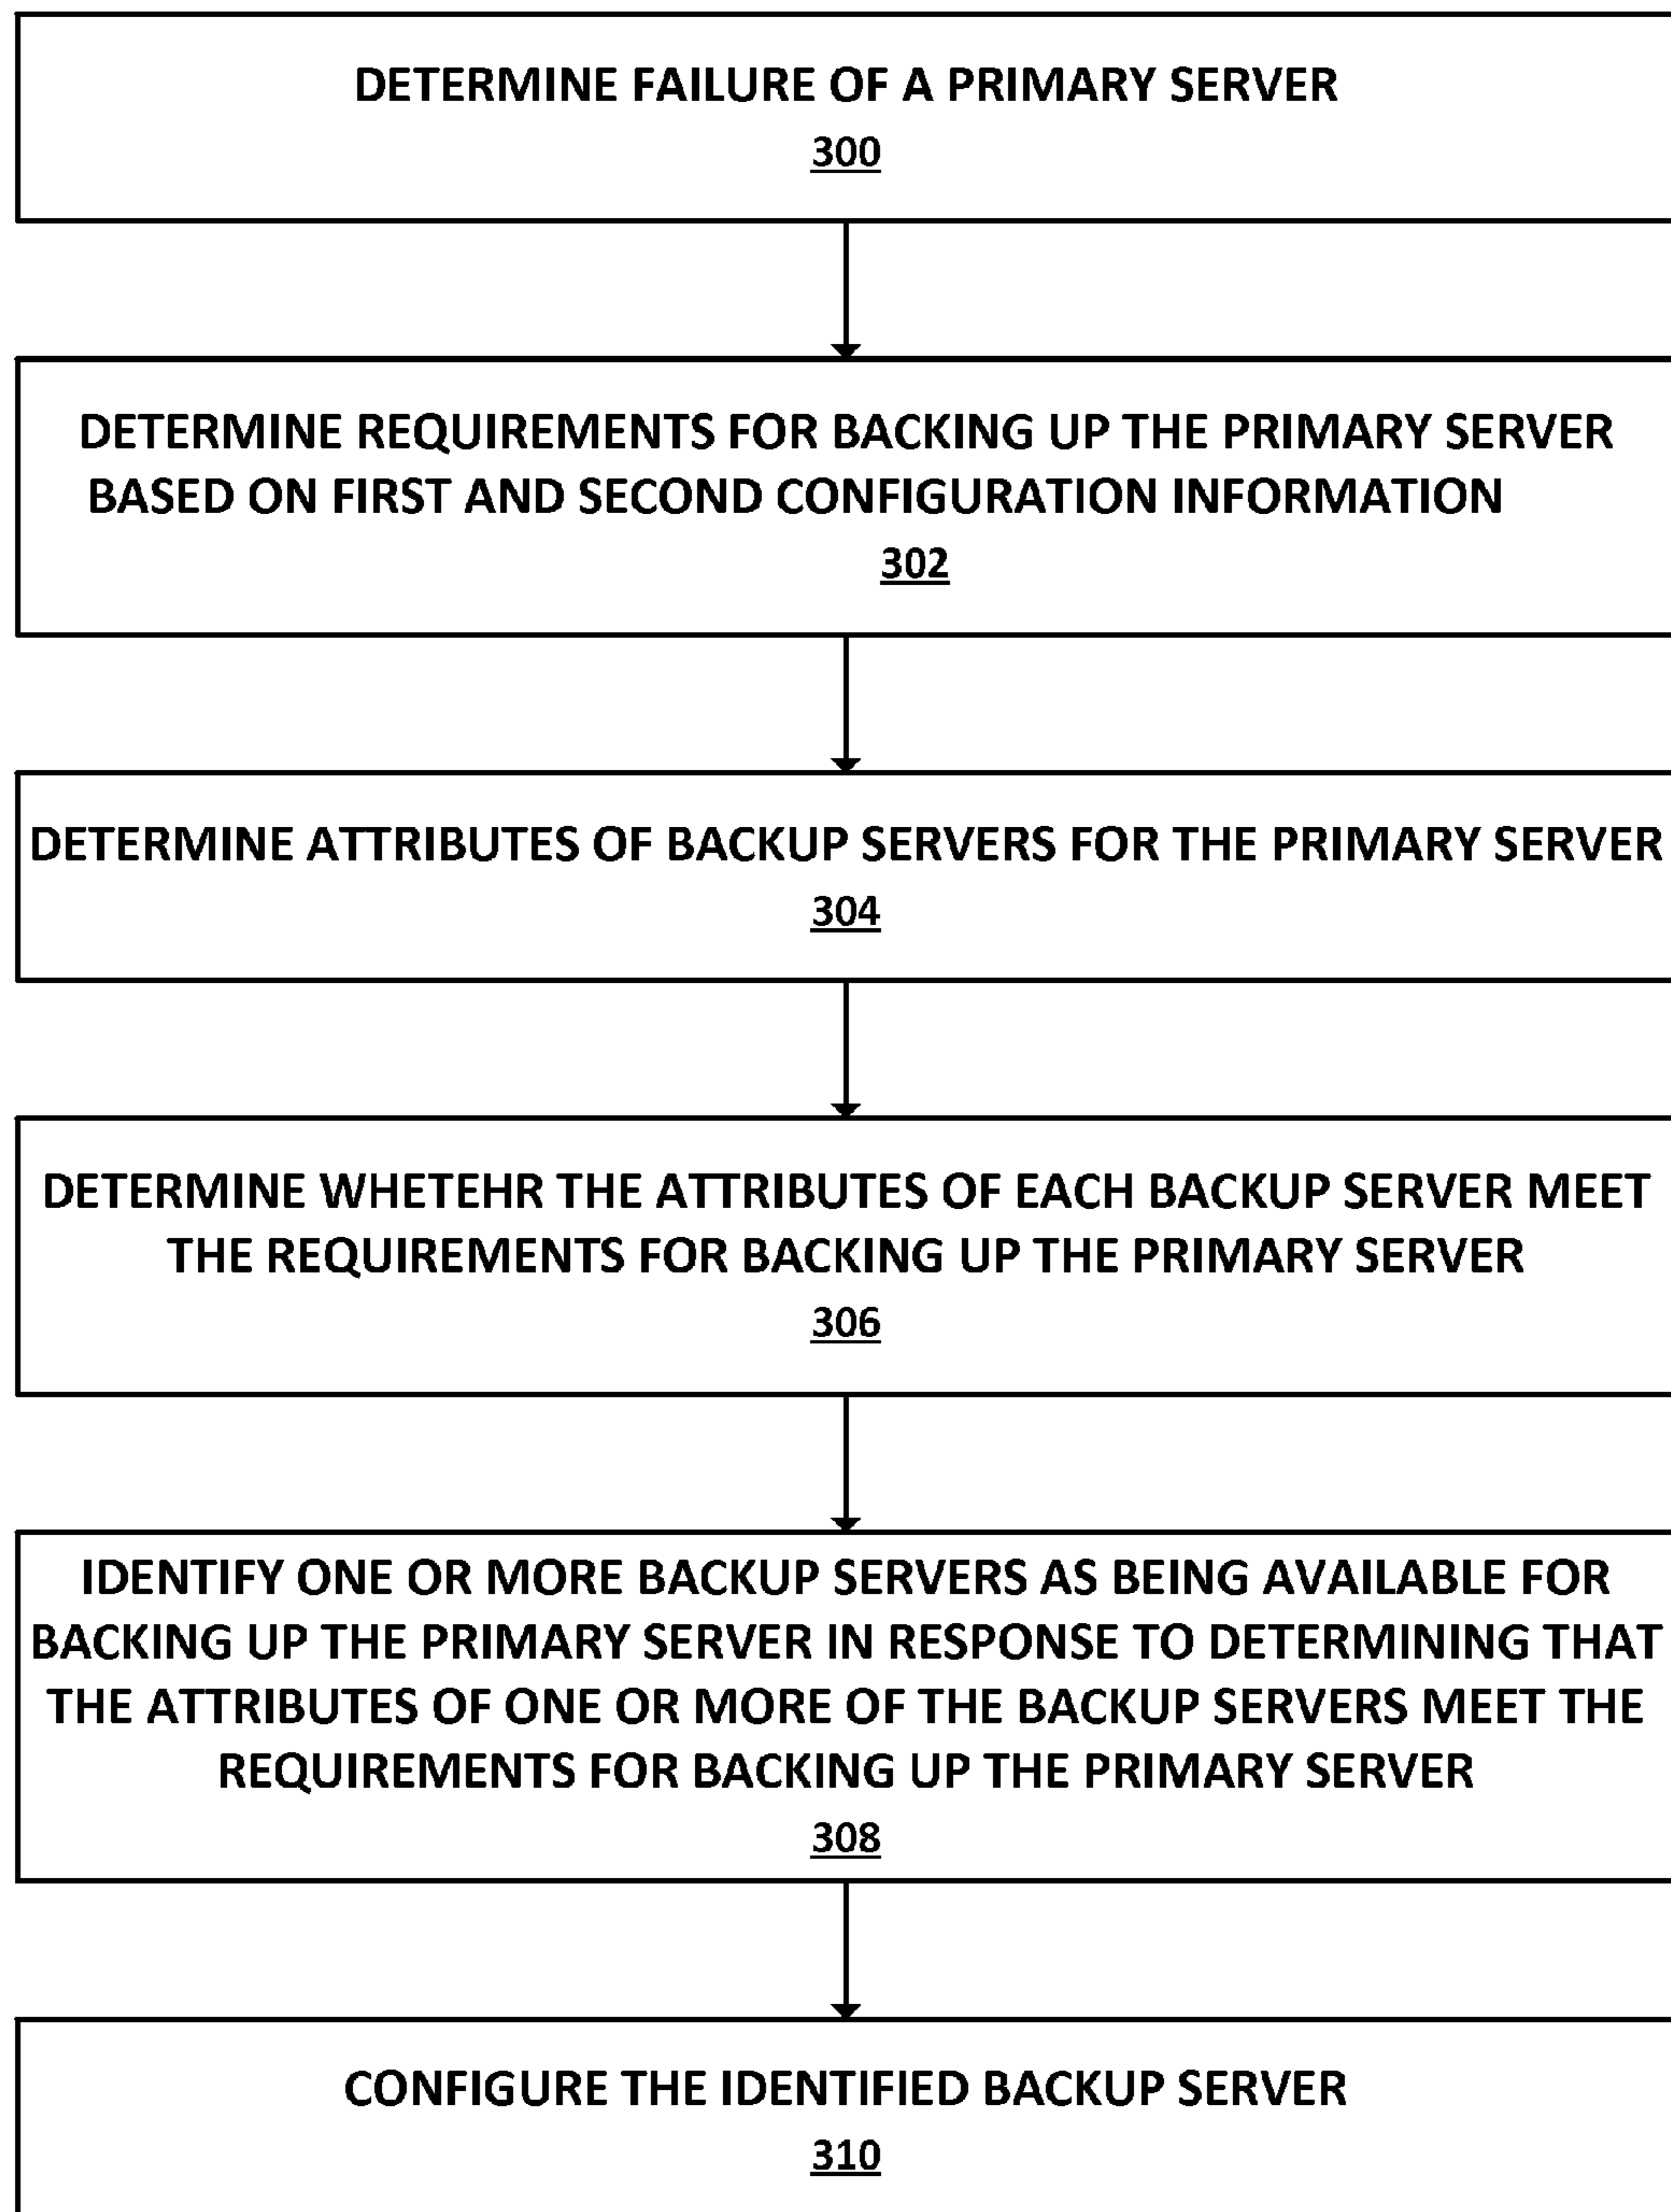 DETERMINE FAILURE OF A PRIMARY SERVER
300
DETERMINE REQUIREMENTS FOR BACKING UP THE PRIMARY SERVER
BASED ON FIRST AND SECOND CONFIGURATION INFORMATION
302
DETERMINE ATTRIBUTES OF BACKUP SERVERS FOR THE PRIMARY SERVER
304
DETERMINE WHETEHR THE ATTRIBUTES OF EACH BACKUP SERVER MEET
THE REQUIREMENTS FOR BACKING UP THE PRIMARY SERVER
306
IDENTIFY ONE OR MORE BACKUP SERVERS AS BEING AVAILABLE FOR
BACKING UP THE PRIMARY SERVER IN RESPONSE TO DETERMINING THAT
THE ATTRIBUTES OF ONE OR MORE OF THE BACKUP SERVERS MEET THE
REQUIREMENTS FOR BACKING UP THE PRIMARY SERVER
308
CONFIGURE THE IDENTIFIED BACKUP SERVER
310